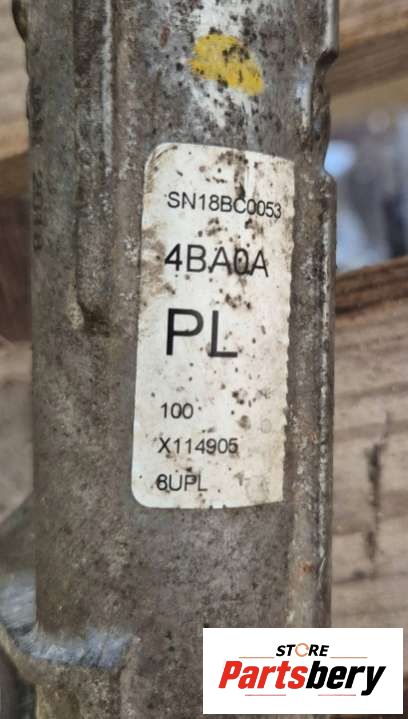 SN18BC0053
4BA0A
PL
100
X114905
6UPL
STORE
Partsbery